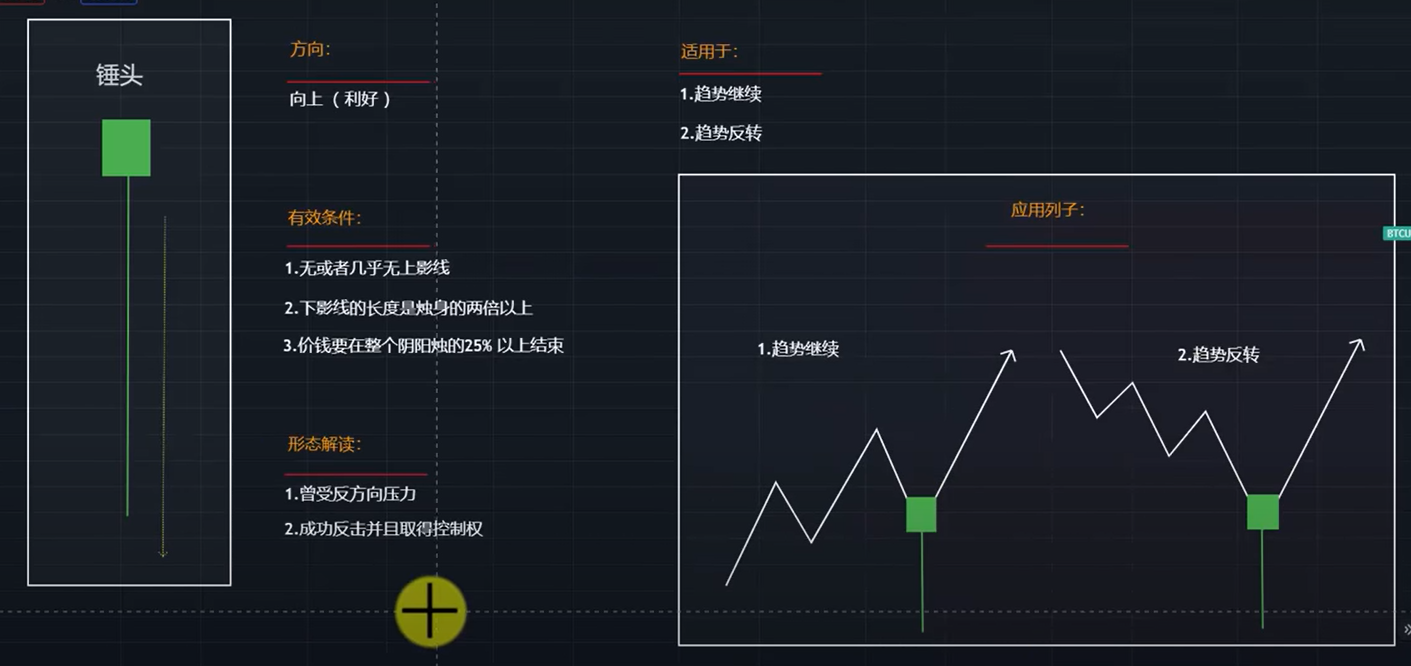 锤头
方向:
向上（利好）
有效条件:
1.无或者几乎无上影线
2.下影线的长度是烛身的两倍以上
3.价钱要在整个阴阳烛的25% 以上结束
形态解读:
1.曾受反方向压力
2.成功反击并且取得控制权
适用于:
1.趋势继续
2.趋势反转
应用列子:
1.趋势继续
2.趋势反转
BTCU